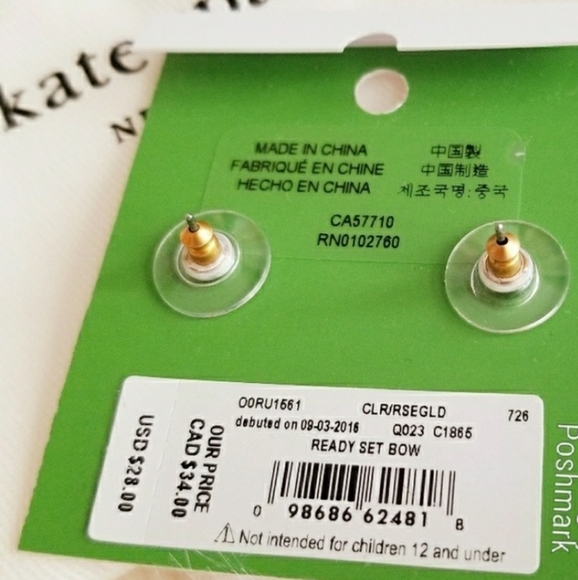 kate
MADE IN CHINA
FABRIQUÉ EN CHINE
HECHO EN CHINA
中国製
中国制造
제조국명:중국
CA57710
RN0102760
O0RU1561 CLR/RSEGLD 726
debuted on 09-03-2016 Q023 C1865
READY SET BOW
OUR PRICE
CAD $34.00
USD $28.00
0 98686 62481 8
⚠ Not intended for children 12 and under
Poshmark